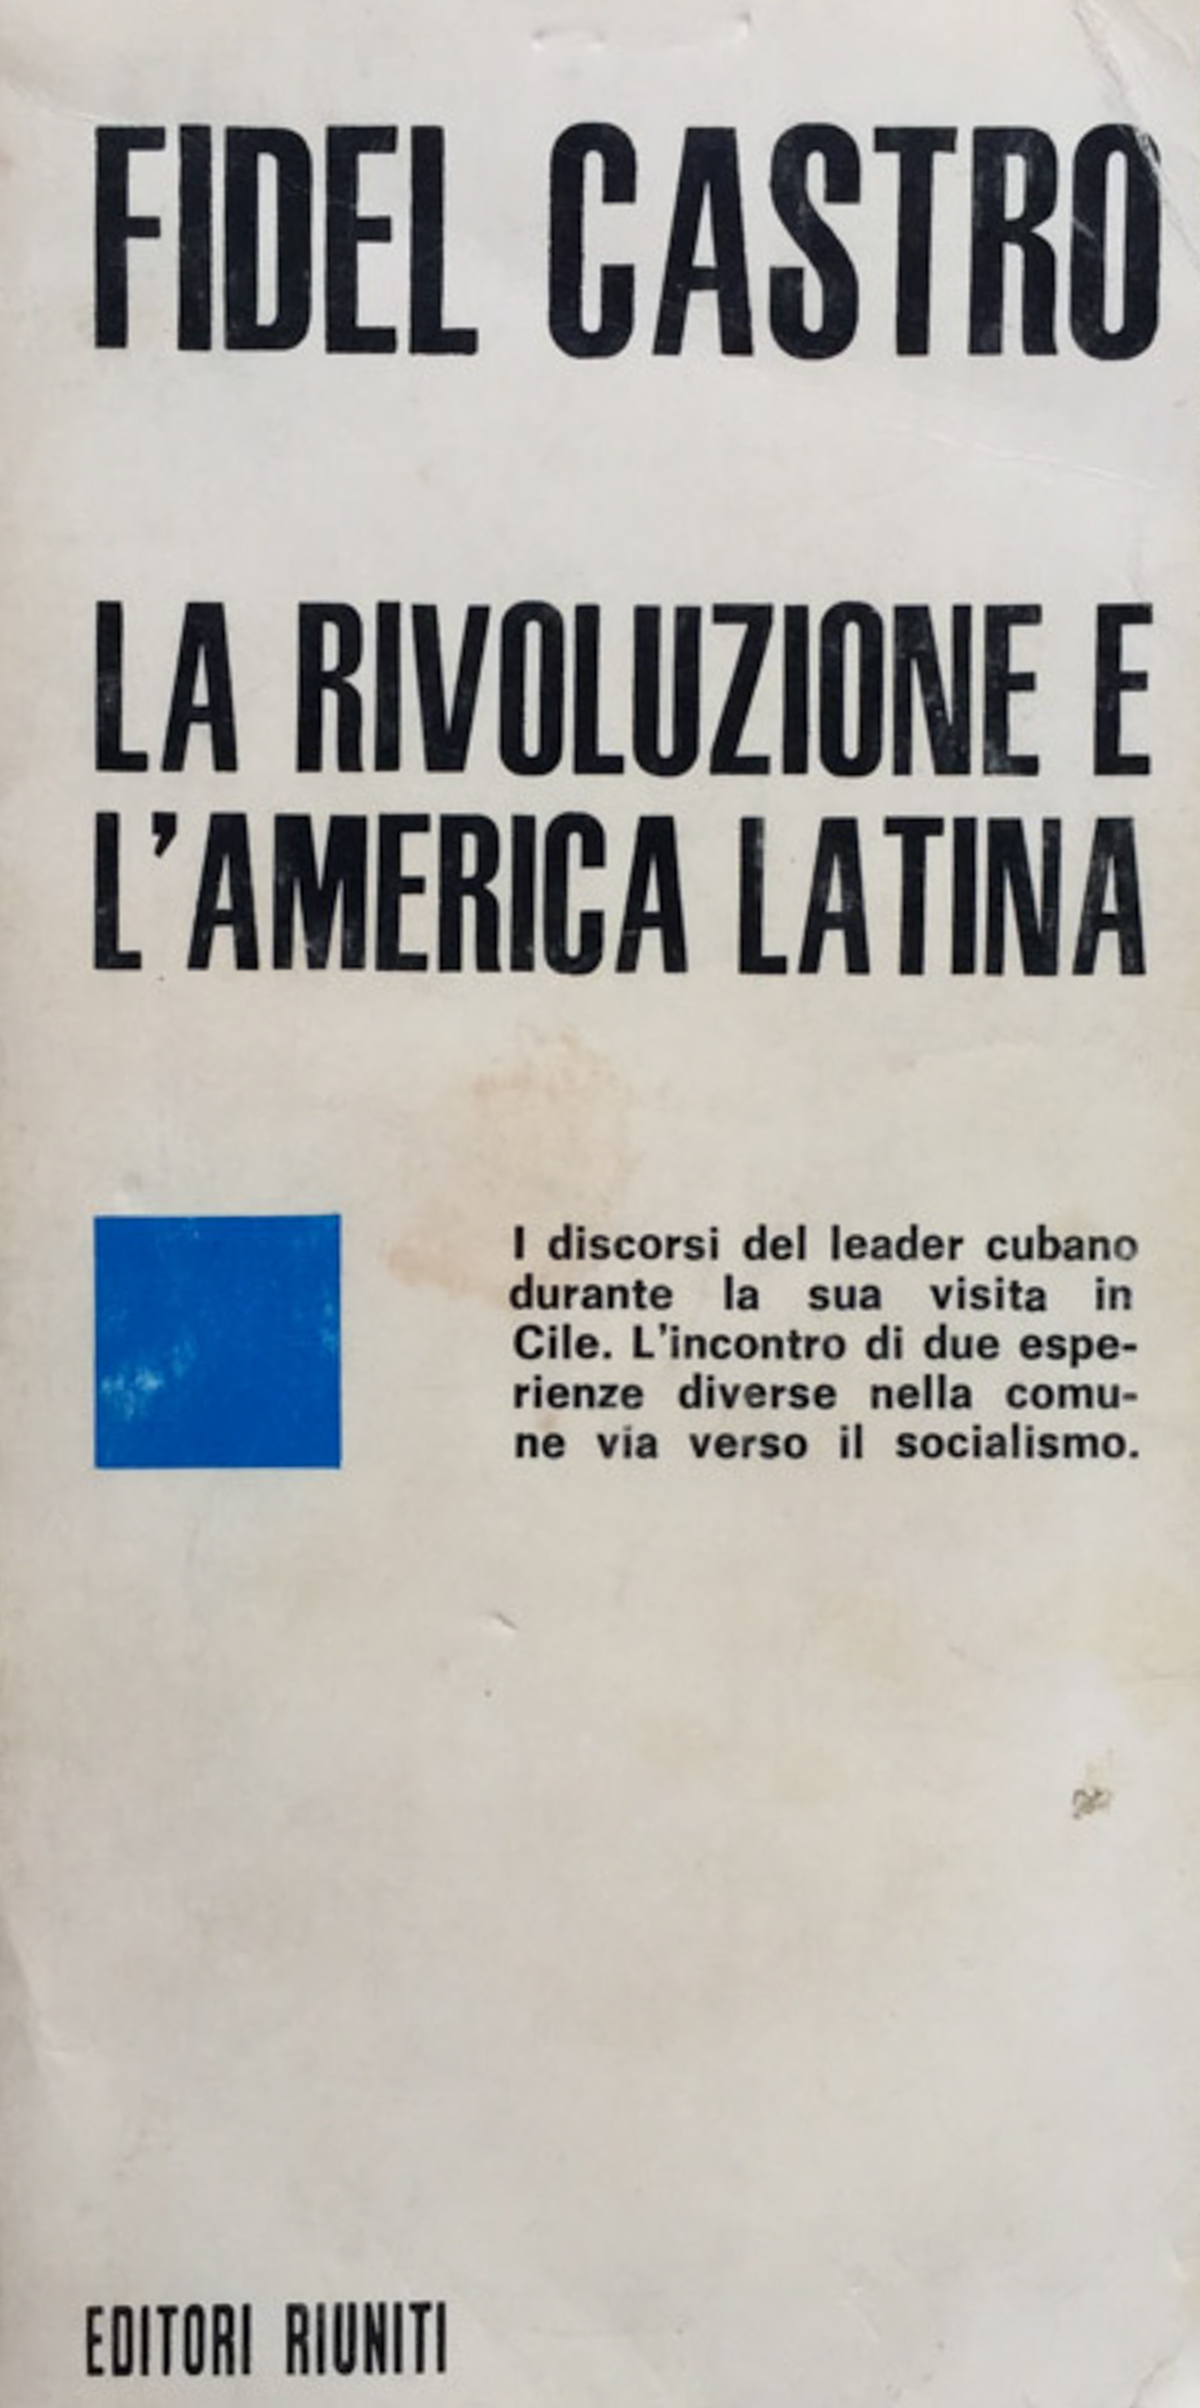 FIDEL CASTRO
LA RIVOLUZIONE E
L'AMERICA LATINA
I discorsi del leader cubano
durante la sua visita in
Cile. L'incontro di due espe-
rienze diverse nella comu-
ne via verso il socialismo.
EDITORI RIUNITI